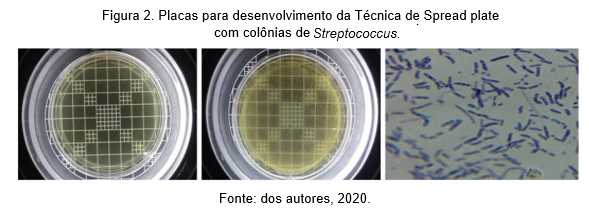 Figura 2. Placas para desenvolvimento da Técnica de Spread plate
com colônias de Streptococcus.
Fonte: dos autores, 2020.